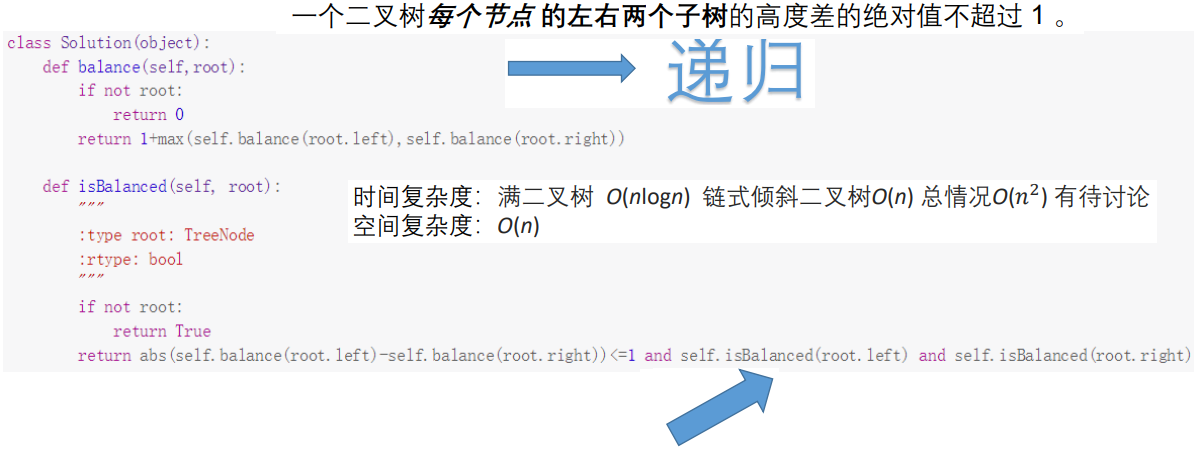 一个二叉树每个节点 的左右两个子树的高度差的绝对值不超过 1 。
class Solution(object):
    def balance(self,root):
        if not root:
            return 0
        return 1+max(self.balance(root.left),self.balance(root.right))
递归
    def isBalanced(self, root):
        """
        :type root: TreeNode
        :rtype: bool
        """
        if not root:
            return True
        return abs(self.balance(root.left)-self.balance(root.right))<=1 and self.isBalanced(root.left) and self.isBalanced(root.right)
时间复杂度：满二叉树 O(nlogn) 链式倾斜二叉树O(n) 总情况O(n²) 有待讨论
空间复杂度：O(n)